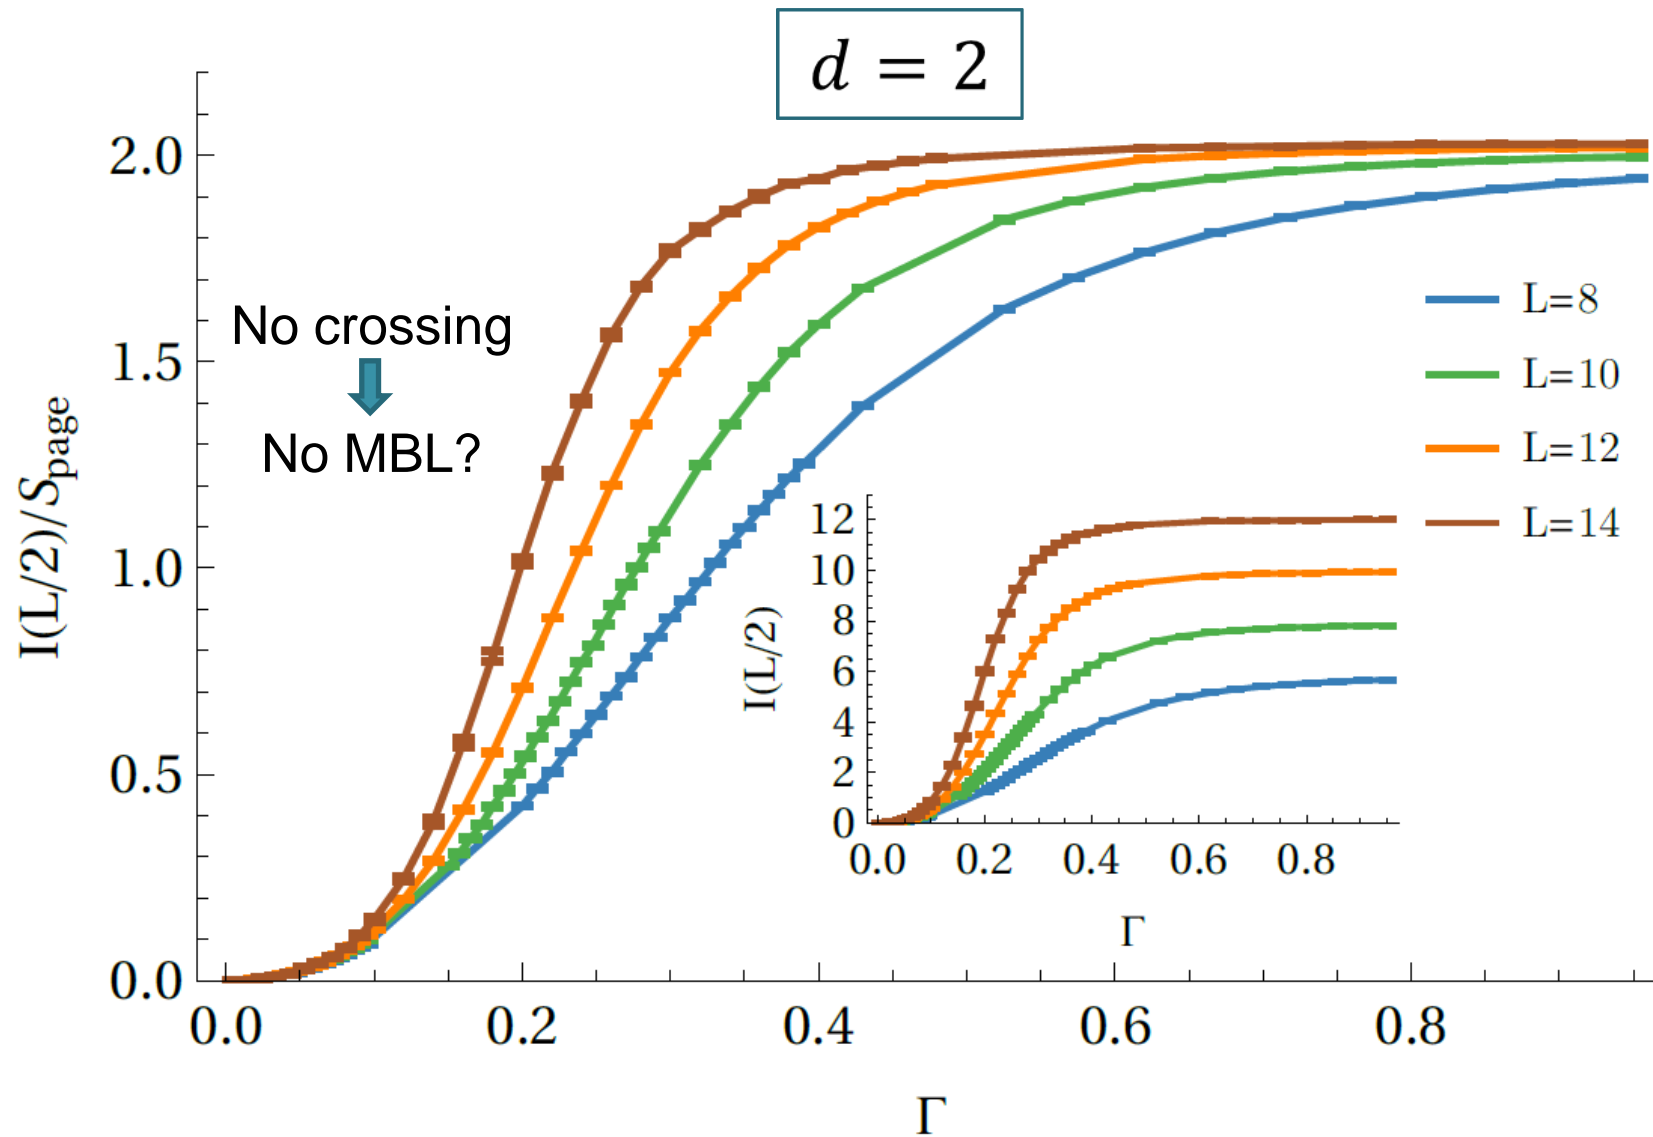 d = 2
I(L/2)/S_page
2.0
1.5
1.0
0.5
0.0
No crossing
No MBL?
L=8
L=10
L=12
L=14
I(L/2)
12
10
8
6
4
2
0
0.0 0.2 0.4 0.6 0.8
Γ
0.0 0.2 0.4 0.6 0.8
Γ